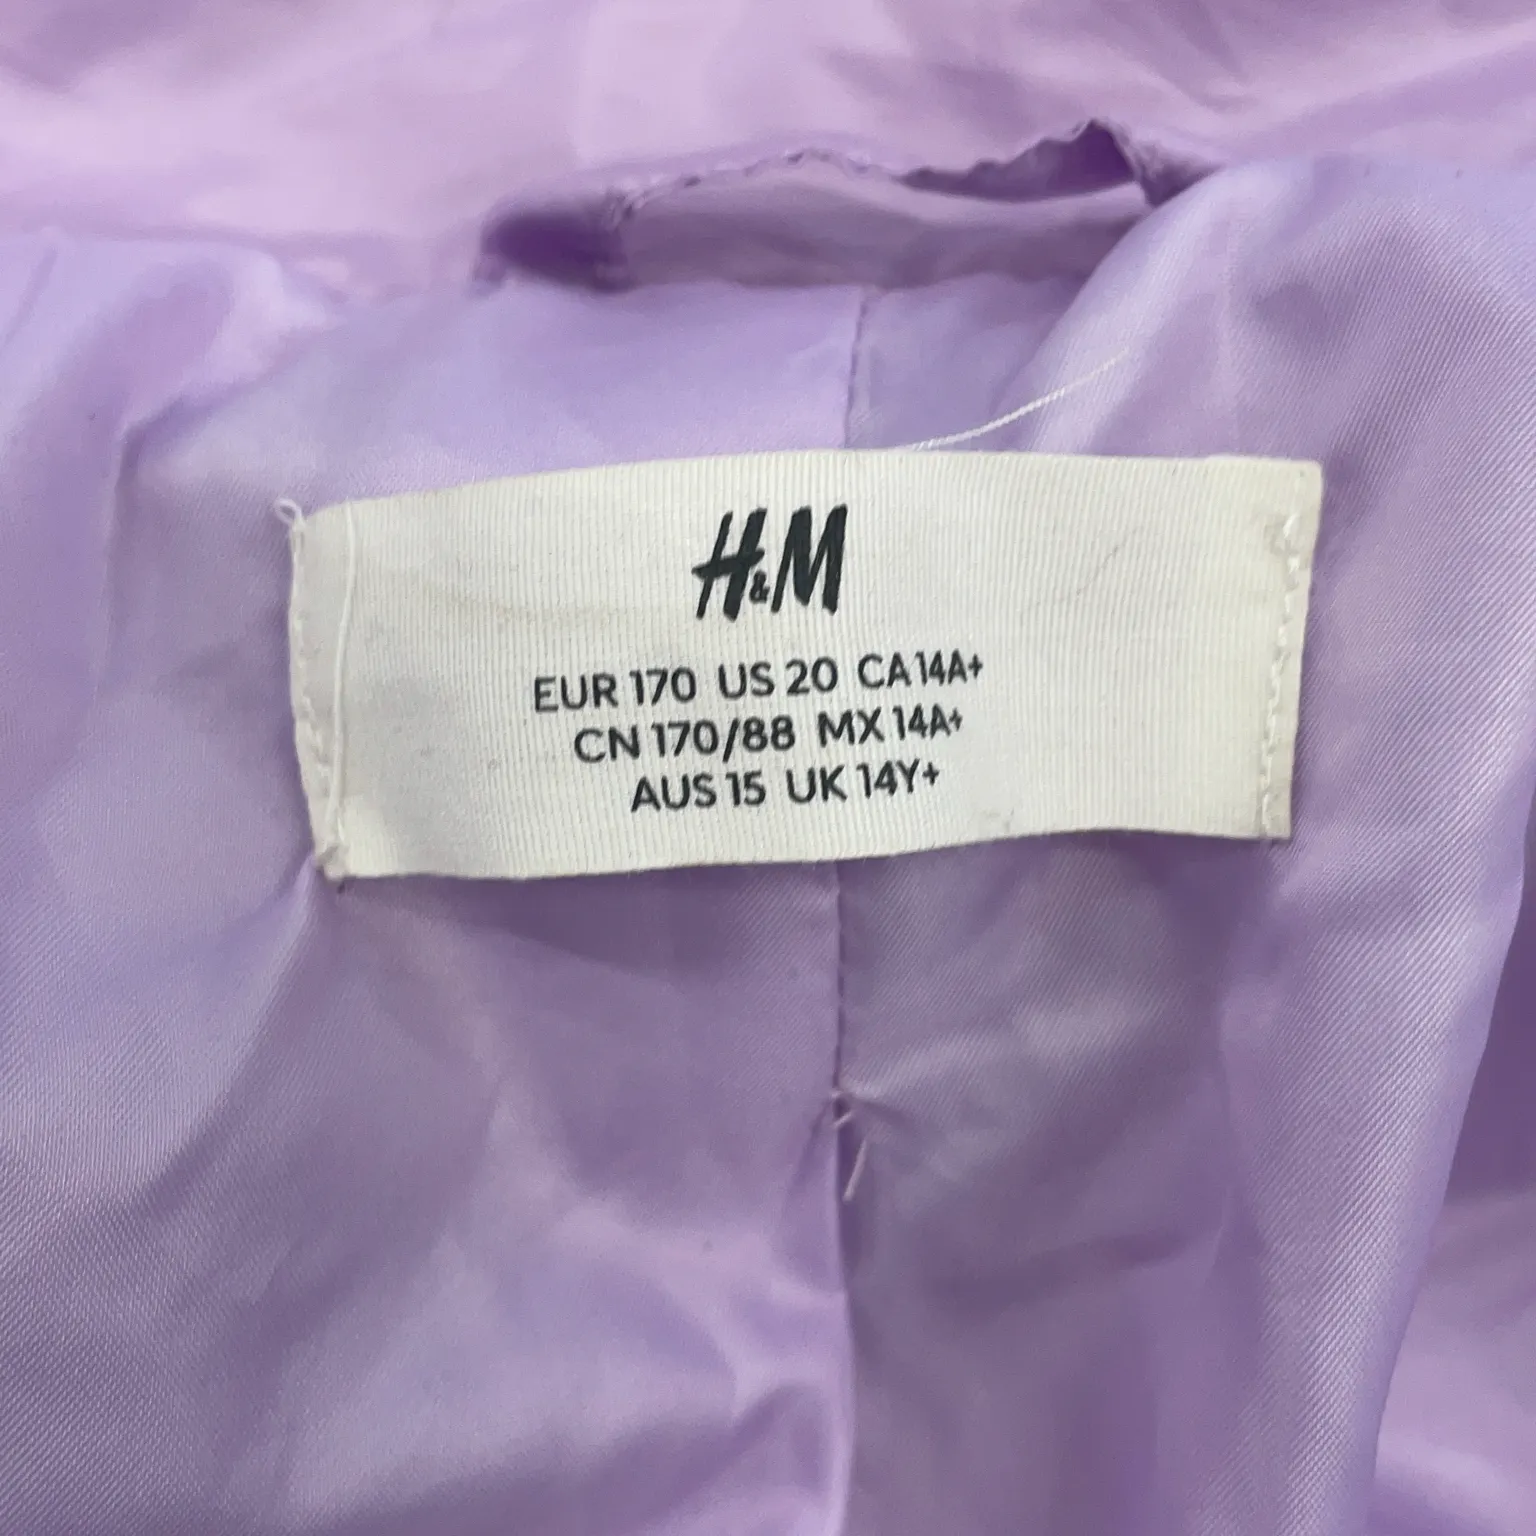 H&M
EUR 170 US 20 CA 14A+
CN 170/88 MX 14A+
AUS 15 UK 14Y+